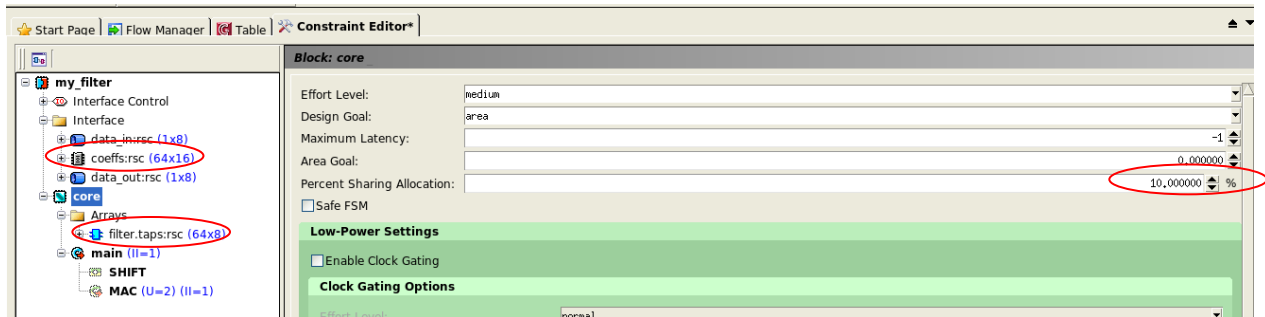 Start Page Flow Manager Table Constraint Editor*
Block: core
my_filter
Interface Control
Interface
data_in:rsc (1x8)
coeffs:rsc (64x16)
data_out:rsc (1x8)
core
Arrays
filter.taps:rsc (64x8)
main (II=1)
SHIFT
MAC (U=2) (II=1)
Effort Level: medium
Design Goal: area
Maximum Latency: -1
Area Goal: 0.000000
Percent Sharing Allocation: 10.000000 %
Safe FSM
Low-Power Settings
Enable Clock Gating
Clock Gating Options
Effort Level: normal